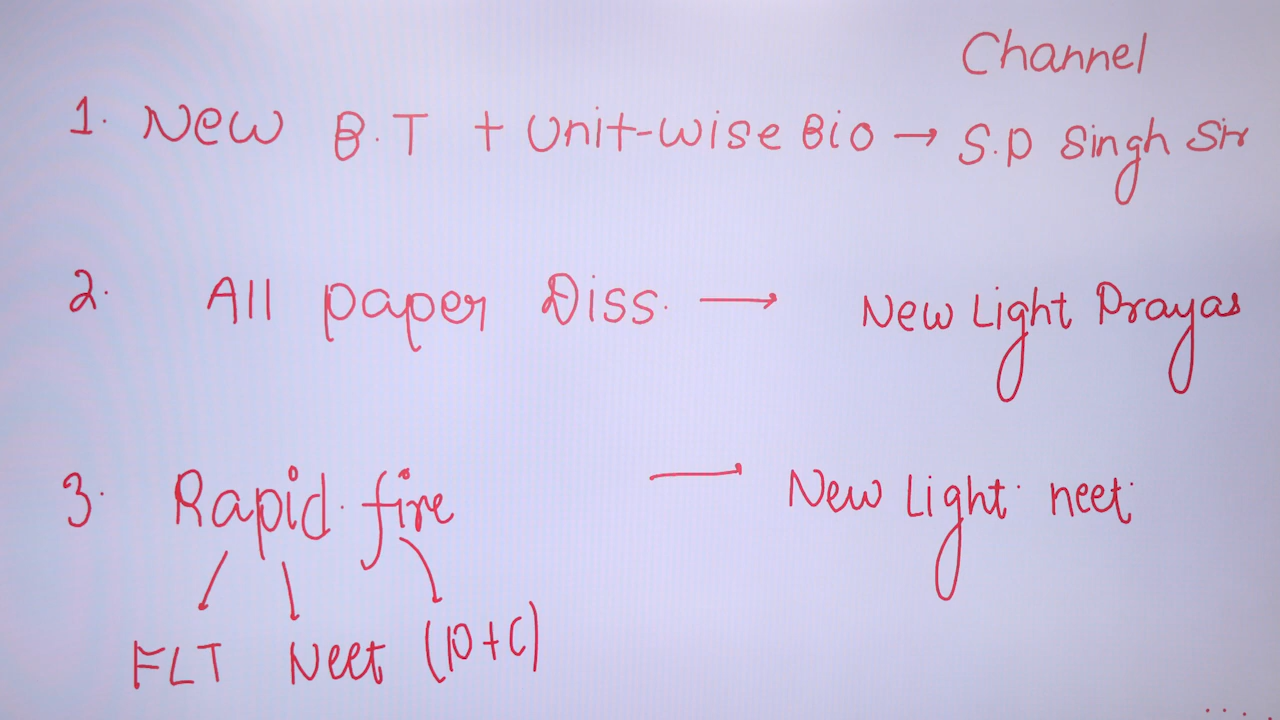 Channel
1. New B.T + Unit-wise Bio → S.P Singh Sir
2. All paper Diss. → New Light Prayas
3. Rapid fire → New Light neet
FLT Neet (P+C)